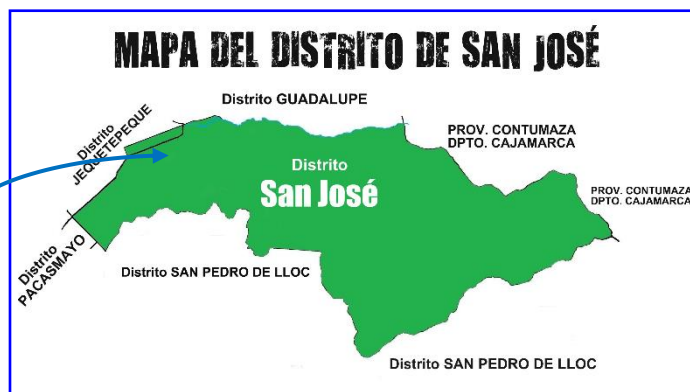 MAPA DEL DISTRITO DE SAN JOSÉ
Distrito GUADALUPE
Distrito
JEQUETEPEQUE
PROV. CONTUMAZA
DPTO. CAJAMARCA
Distrito
San José
PROV. CONTUMAZA
DPTO. CAJAMARCA
Distrito
PACASMAYO
Distrito SAN PEDRO DE LLOC
Distrito SAN PEDRO DE LLOC